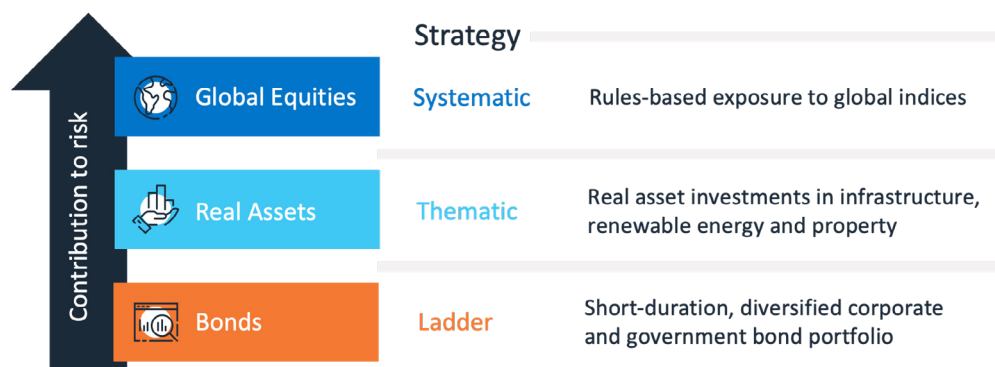 Strategy
Contribution to risk
Global Equities
Systematic
Rules-based exposure to global indices
Real Assets
Thematic
Real asset investments in infrastructure,
renewable energy and property
Bonds
Ladder
Short-duration, diversified corporate
and government bond portfolio